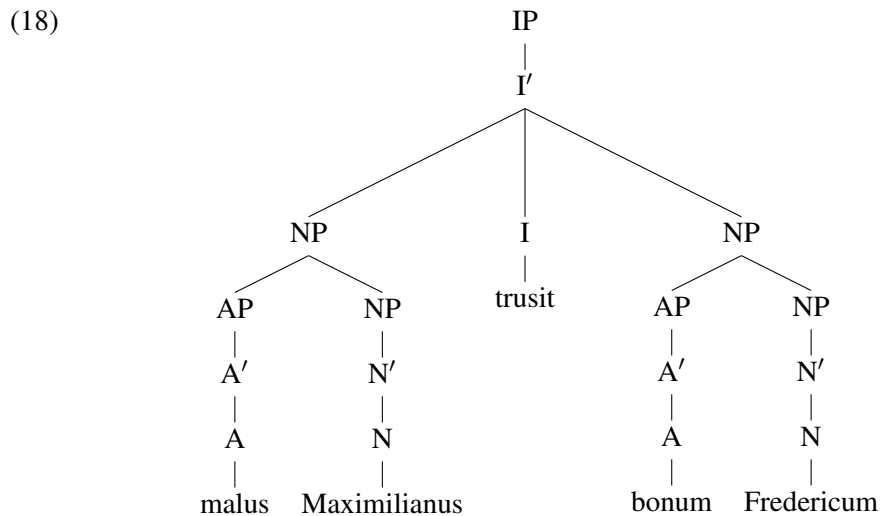 (18) IP
I′
NP I NP
trusit
AP NP AP NP
A′ N′ A′ N′
A N A N
malus Maximilianus bonum Fredericum